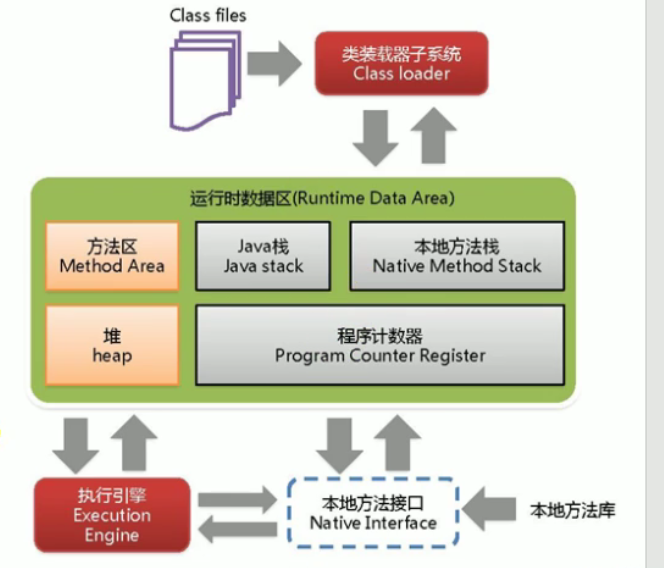 Class files
类装载器子系统
Class loader
运行时数据区(Runtime Data Area)
方法区
Method Area
Java栈
Java stack
本地方法栈
Native Method Stack
堆
heap
程序计数器
Program Counter Register
执行引擎
Execution
Engine
本地方法接口
Native Interface
本地方法库